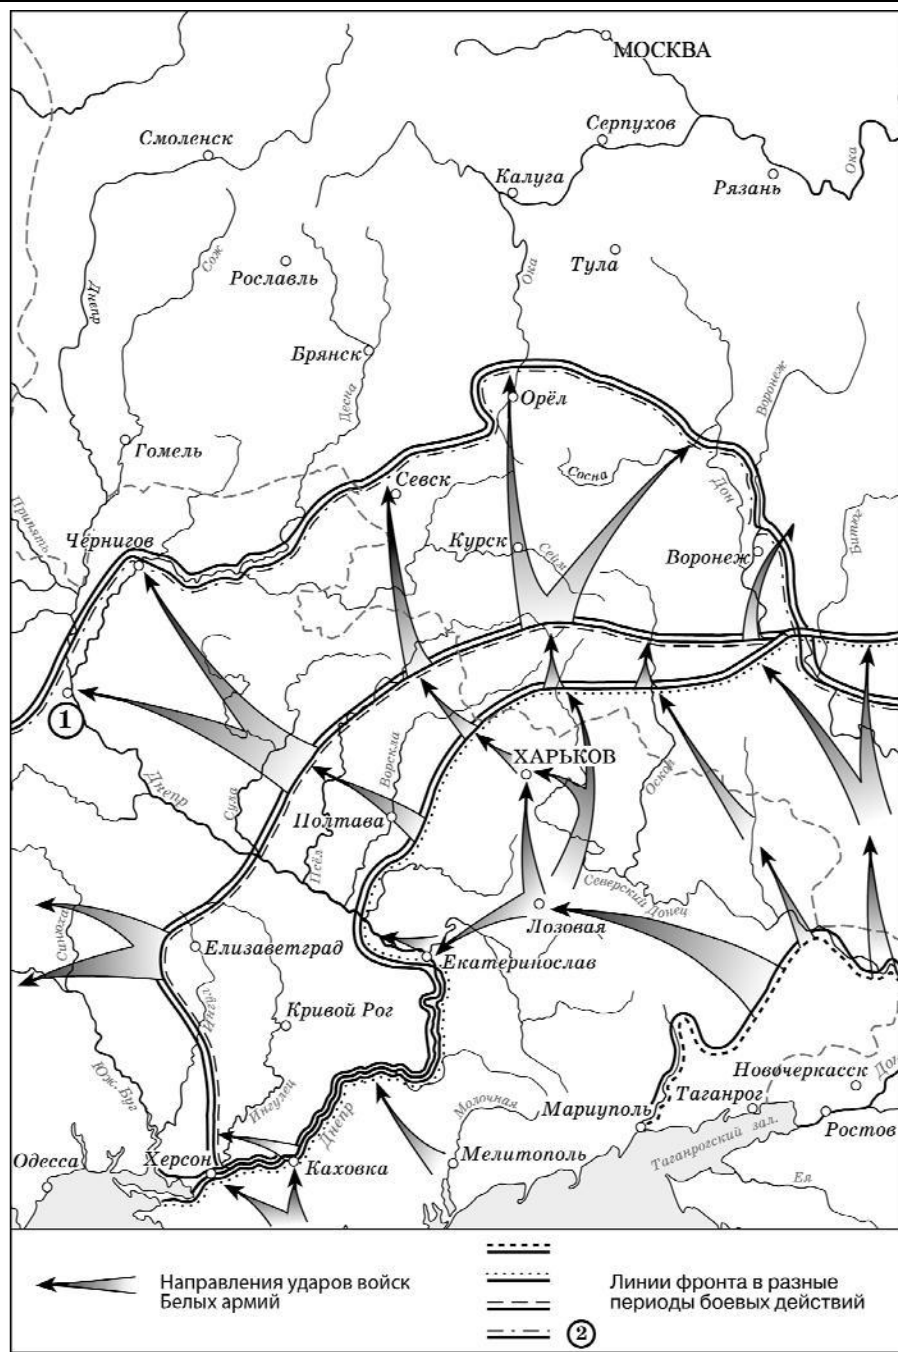 МОСКВА
Серпухов
Смоленск
Калуга
Рязань
Ока
Сож
Тула
Рославль
Ока
Днепр
Брянск
Воронеж
Десна
Орёл
Гомель
Сосна
Севск
Дон
Припять
Чернигов
Курск
Сейм
Воронеж
Битюг
1
ХАРЬКОВ
Ворскла
Оскол
Днепр
Сула
Полтава
Псёл
Северский Донец
Лозовая
Синюха
Елизаветград
Екатеринослав
Ингул
Кривой Рог
Новочеркасск
Дон
Юж. Буг
Ингулец
Днепр
Молочная
Мариуполь
Таганрог
Таганрогский зал.
Ростов
Одесса
Херсон
Каховка
Мелитополь
Ея
Направления ударов войск
Белых армий
Линии фронта в разные
периоды боевых действий
2